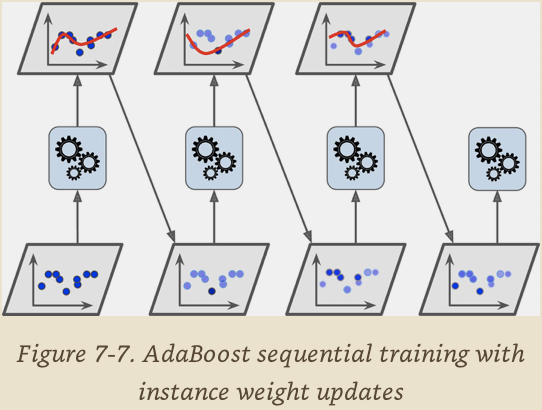 Figure 7-7. AdaBoost sequential training with
instance weight updates